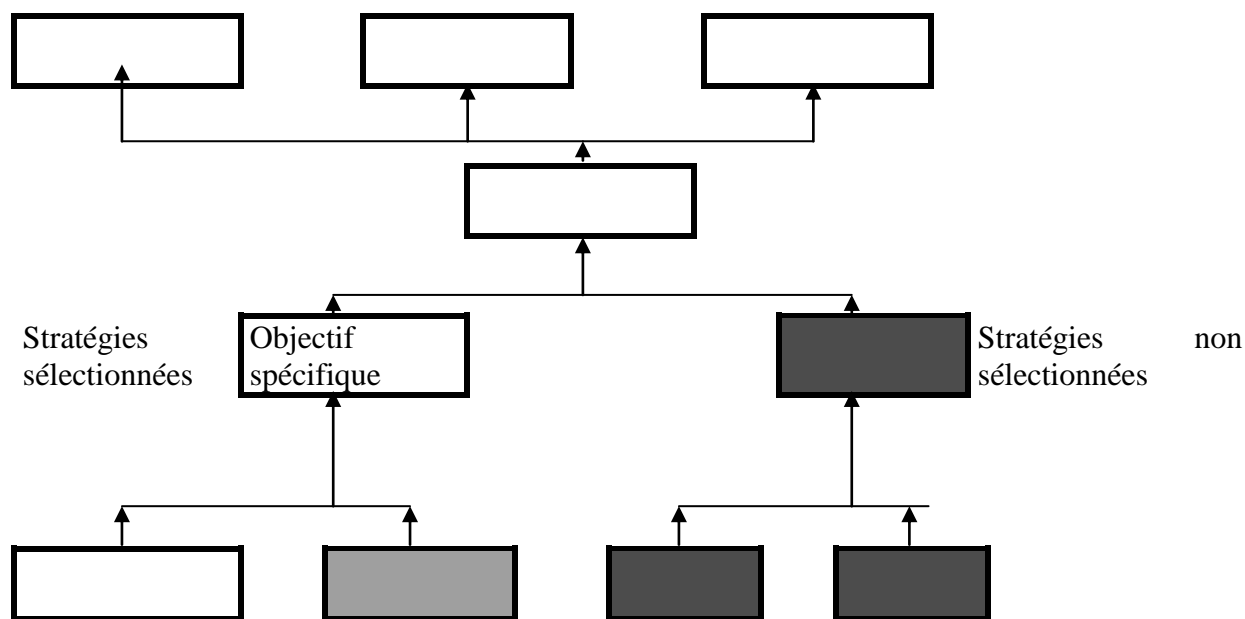 Stratégies
sélectionnées
Objectif
spécifique
Stratégies non
sélectionnées